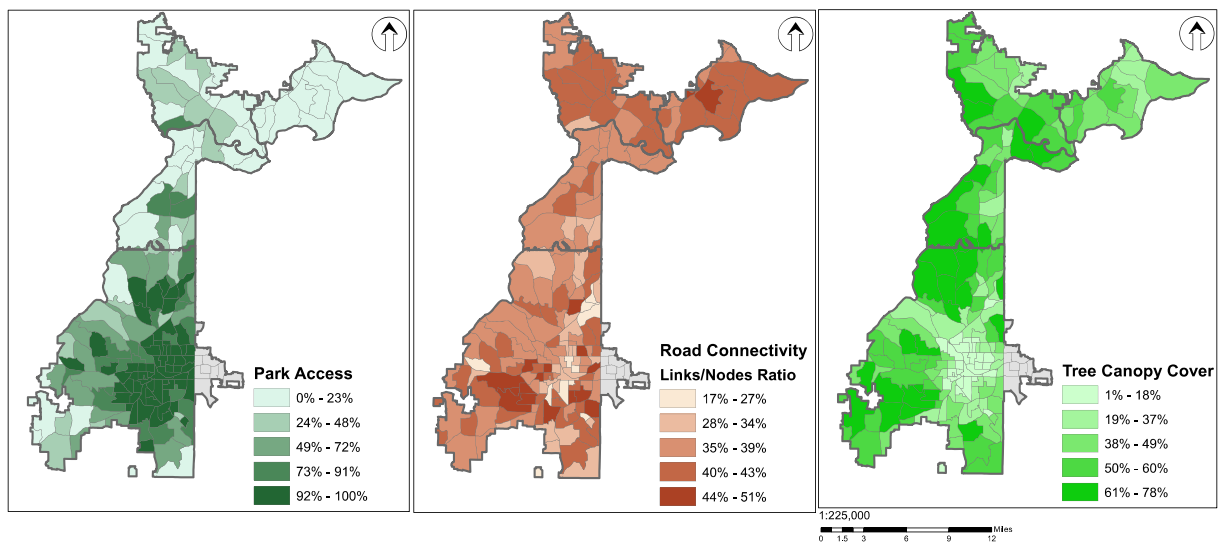 Park Access
0% - 23%
24% - 48%
49% - 72%
73% - 91%
92% - 100%
Road Connectivity
Links/Nodes Ratio
17% - 27%
28% - 34%
35% - 39%
40% - 43%
44% - 51%
Tree Canopy Cover
1% - 18%
19% - 37%
38% - 49%
50% - 60%
61% - 78%
1:225,000
Miles
0 1.5 3 6 9 12